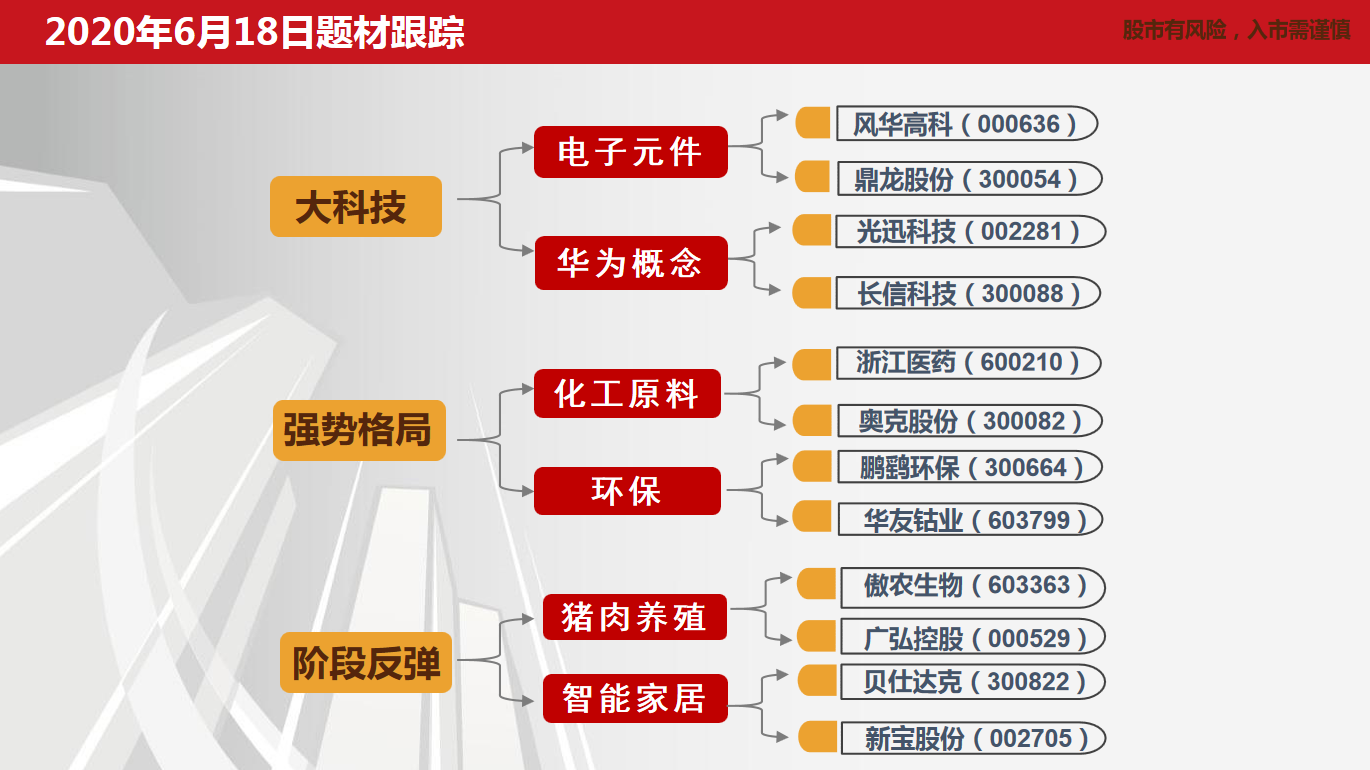 2020年6月18日题材跟踪
股市有风险，入市需谨慎
大科技
电子元件
风华高科（000636）
鼎龙股份（300054）
华为概念
光迅科技（002281）
长信科技（300088）
强势格局
化工原料
浙江医药（600210）
奥克股份（300082）
环保
鹏鹞环保（300664）
华友钴业（603799）
阶段反弹
猪肉养殖
傲农生物（603363）
广弘控股（000529）
智能家居
贝仕达克（300822）
新宝股份（002705）